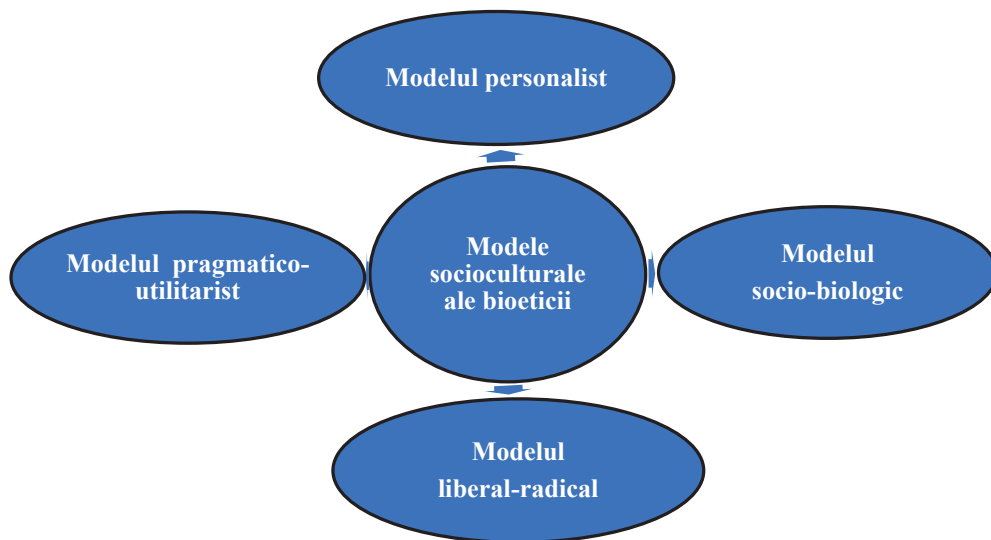 Modelul personalist
Modelul pragmatico-
utilitarist
Modele
socioculturale
ale bioeticii
Modelul
socio-biologic
Modelul
liberal-radical